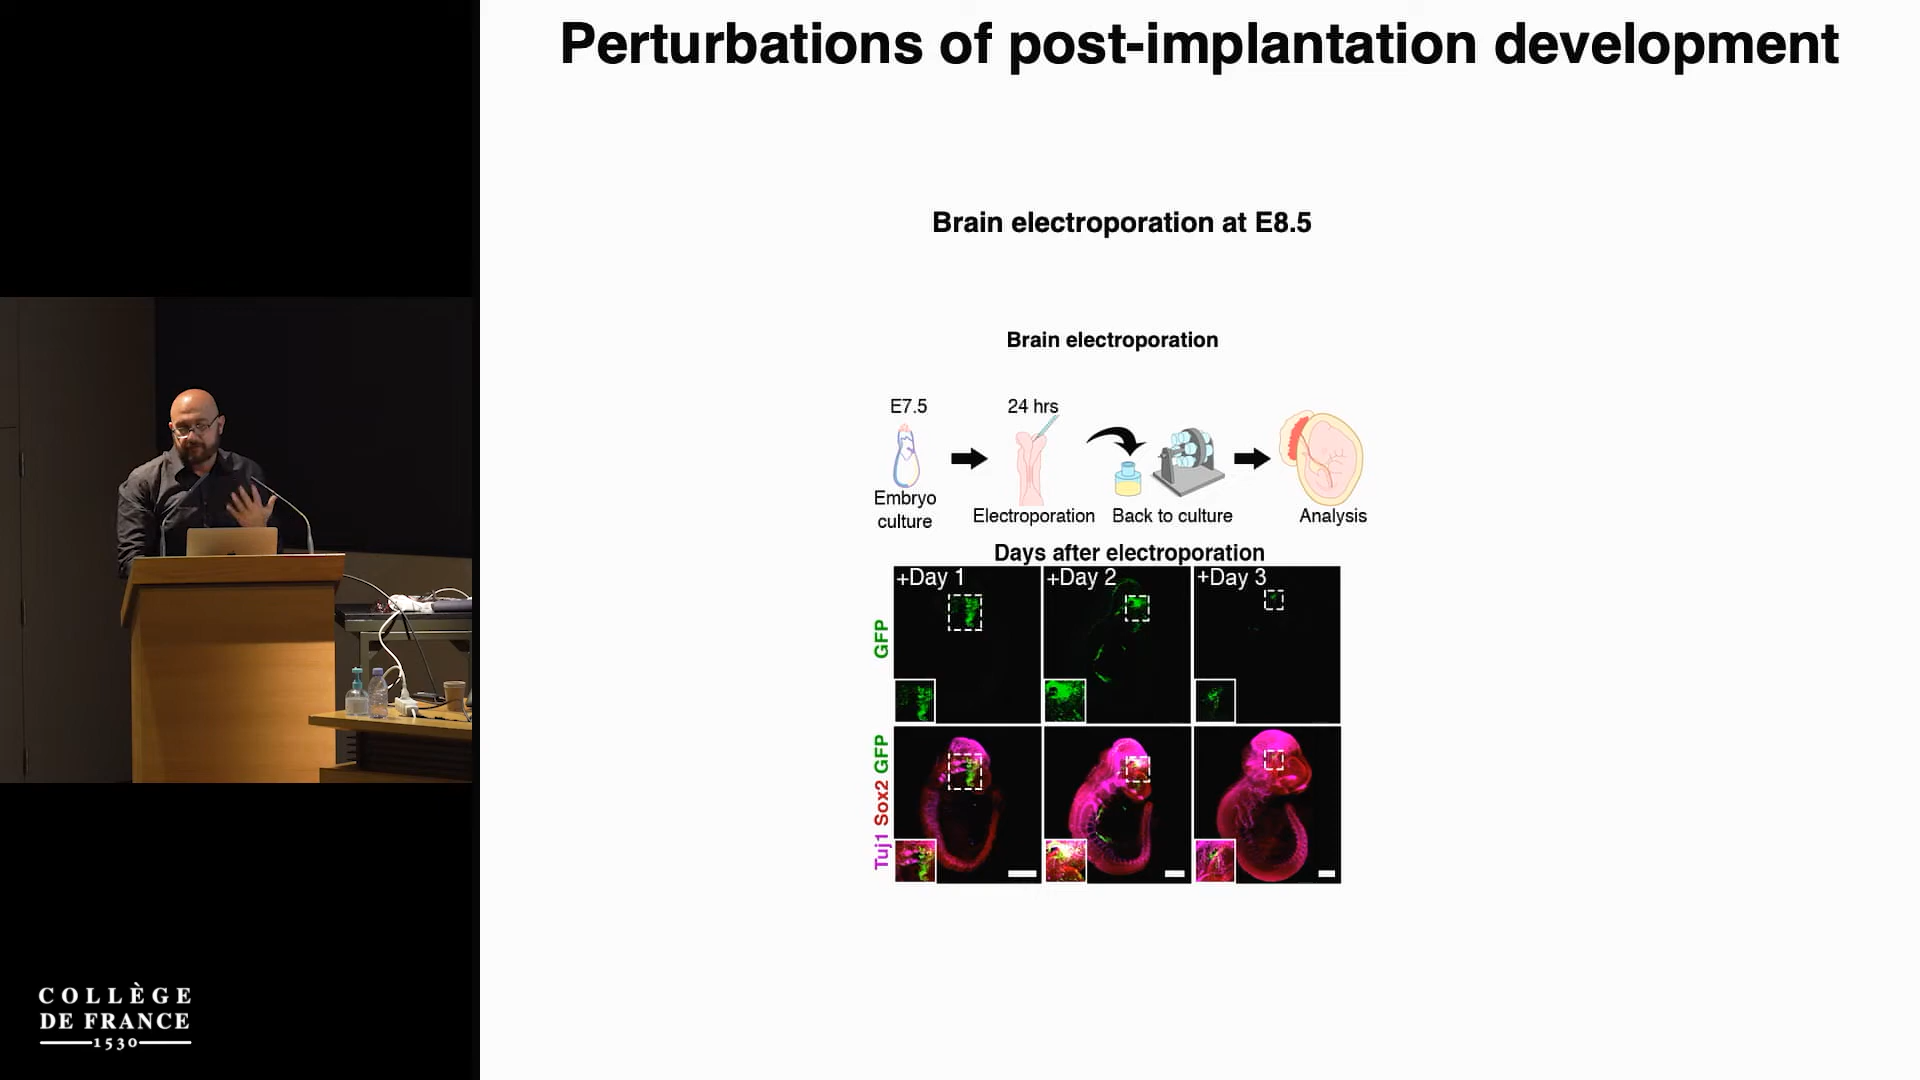 Perturbations of post-implantation development
Brain electroporation at E8.5
Brain electroporation
E7.5
24 hrs
Embryo
culture
Electroporation
Back to culture
Analysis
Days after electroporation
+Day 1
+Day 2
+Day 3
GFP
Tuj1 Sox2 GFP
COLLÈGE
DE FRANCE
1530